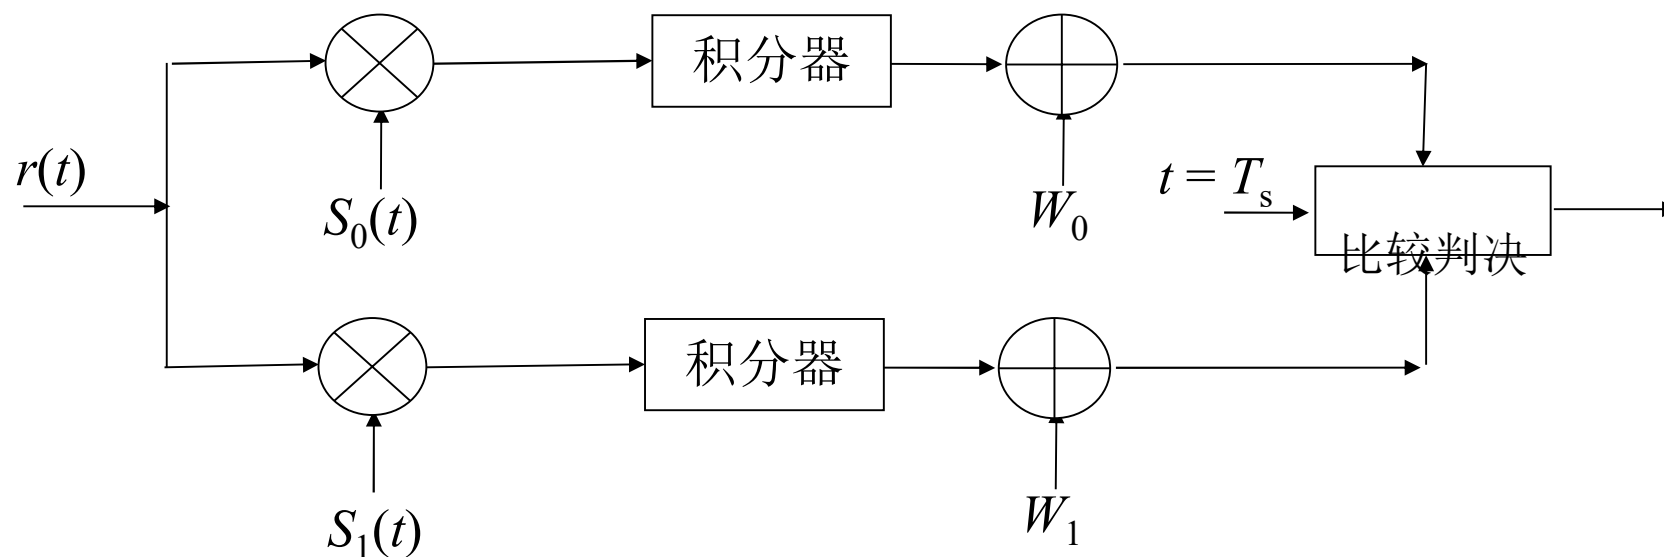 积分器
r(t)
S₀(t)
W₀
t = Tₛ
比较判决
积分器
S₁(t)
W₁